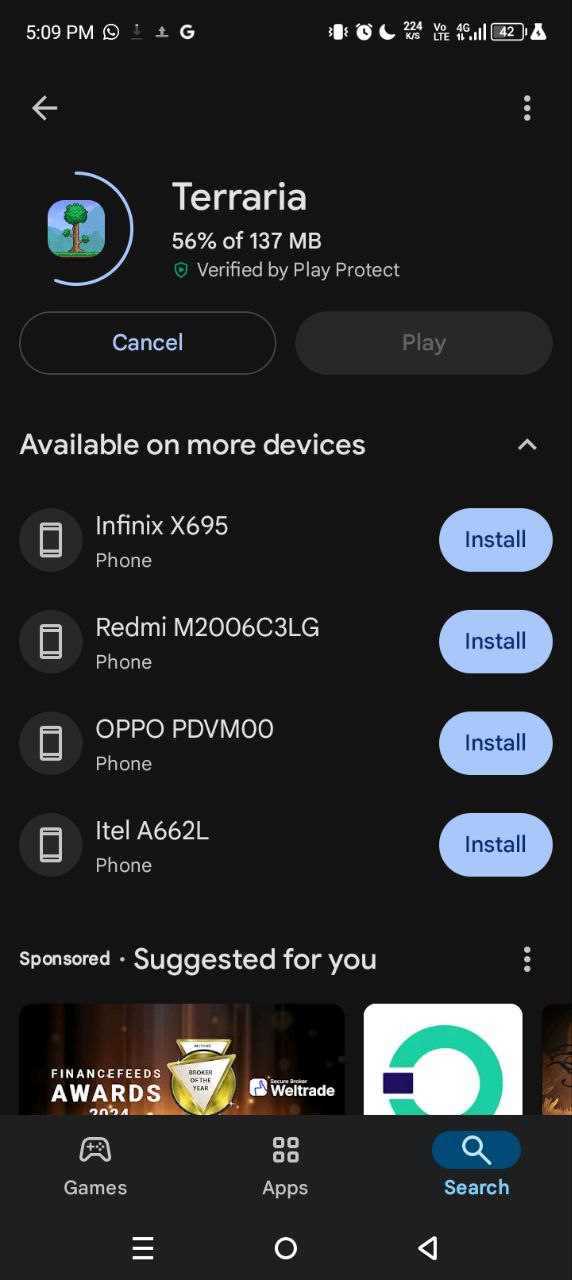 5:09 PM
224
K/S
Vo
LTE
4G
42
Terraria
56% of 137 MB
Verified by Play Protect
Cancel
Play
Available on more devices
Infinix X695
Phone
Install
Redmi M2006C3LG
Phone
Install
OPPO PDVM00
Phone
Install
Itel A662L
Phone
Install
Sponsored · Suggested for you
FINANCEFEEDS
AWARDS
2024
WELTRADE
BROKER
OF THE
YEAR
Secure Broker
Weltrade
Games
Apps
Search